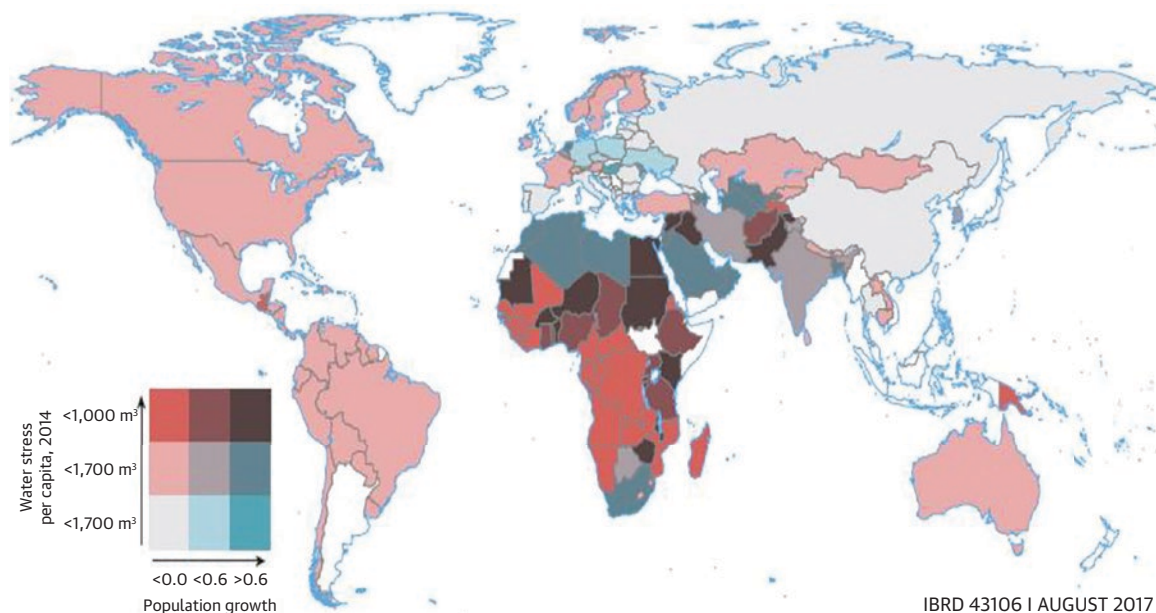 Water stress
per capita, 2014
<1,000 m³
<1,700 m³
<1,700 m³
<0.0 <0.6 >0.6
Population growth
IBRD 43106 I AUGUST 2017